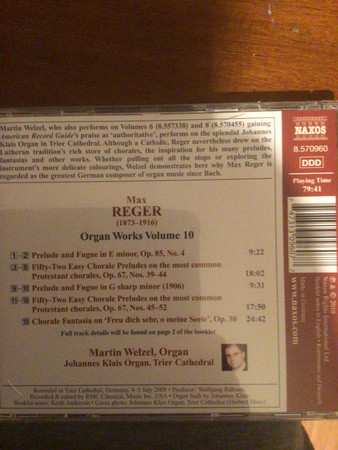 Martin Welzel, who also performs on Volumes 6 (8.557338) and 8 (8.570455) gaining
American Record Guide's praise as 'authoritative', performs on the splendid Johannes
Klais Organ in Trier Cathedral. Although a Catholic, Reger nevertheless drew on the
Lutheran tradition's rich store of chorales, the inspiration for his many preludes,
fantasias and other works. Whether pulling out all the stops or exploring the
instrument's more delicate colourings, Welzel demonstrates here why Max Reger is
regarded as the greatest German composer of organ music since Bach.
NAXOS
8.570960
DDD
Playing Time
79:41
Max
REGER
(1873-1916)
Organ Works Volume 10
1-2 Prelude and Fugue in E minor, Op. 85, No. 4 9:22
3-8 Fifty-Two Easy Chorale Preludes on the most common
Protestant chorales, Op. 67, Nos. 39-44 18:02
9-10 Prelude and Fugue in G sharp minor (1906) 9:31
Fifty-Two Easy Chorale Preludes on the most common
Protestant chorales, Op. 67, Nos. 45-52 17:50
Chorale Fantasia on 'Freu dich sehr, o meine Seele', Op. 30 24:42
Full track details will be found on page 2 of the booklet
Martin Welzel, Organ
Johannes Klais Organ, Trier Cathedral
www.naxos.com